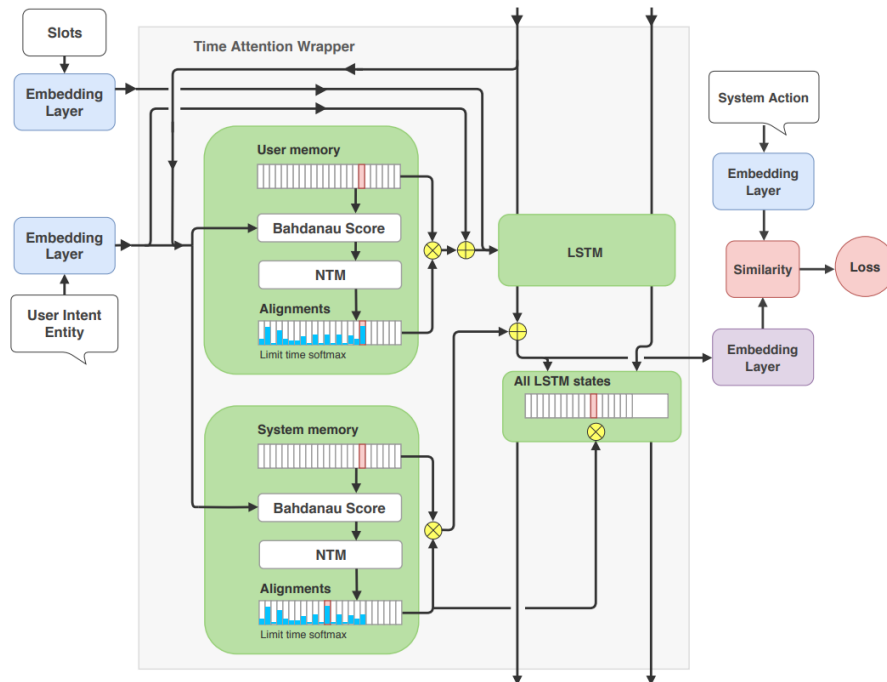 Slots
Embedding
Layer
Time Attention Wrapper
System Action
User memory
Bahdanau Score
NTM
Alignments
Limit time softmax
Embedding
Layer
User Intent
Entity
LSTM
Embedding
Layer
Similarity
Loss
Embedding
Layer
All LSTM states
System memory
Bahdanau Score
NTM
Alignments
Limit time softmax